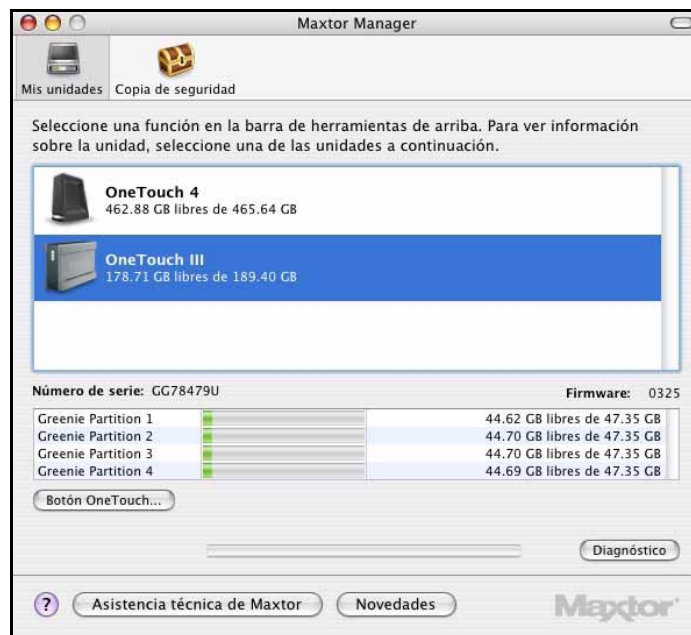 Maxtor Manager
Mis unidades
Copia de seguridad
Seleccione una función en la barra de herramientas de arriba. Para ver información
sobre la unidad, seleccione una de las unidades a continuación.
OneTouch 4
462.88 GB libres de 465.64 GB
OneTouch III
178.71 GB libres de 189.40 GB
Número de serie: GG78479U
Firmware: 0325
Greenie Partition 1 44.62 GB libres de 47.35 GB
Greenie Partition 2 44.70 GB libres de 47.35 GB
Greenie Partition 3 44.70 GB libres de 47.35 GB
Greenie Partition 4 44.69 GB libres de 47.35 GB
Botón OneTouch...
Diagnóstico
? Asistencia técnica de Maxtor Novedades Maxtor